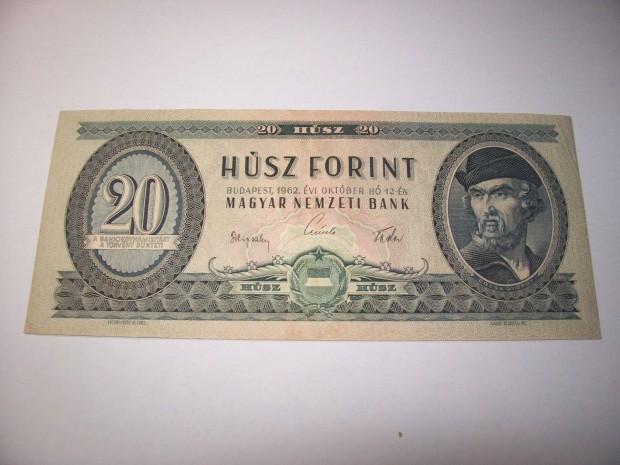 20 HÚSZ 20
HÚSZ FORINT
BUDAPEST, 1962. ÉVI OKTÓBER HÓ 12-ÉN
MAGYAR NEMZETI BANK
20
A BANKJEGYHAMISÍTÁST
A TÖRVÉNY BÜNTETI
HÚSZ HÚSZ